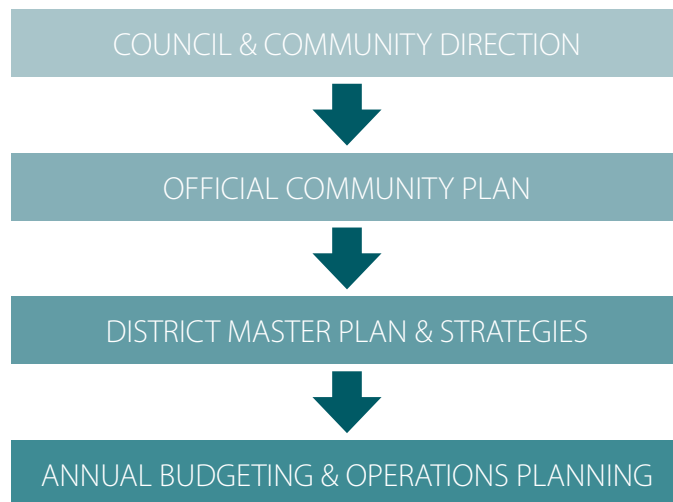 COUNCIL & COMMUNITY DIRECTION
OFFICIAL COMMUNITY PLAN
DISTRICT MASTER PLAN & STRATEGIES
ANNUAL BUDGETING & OPERATIONS PLANNING